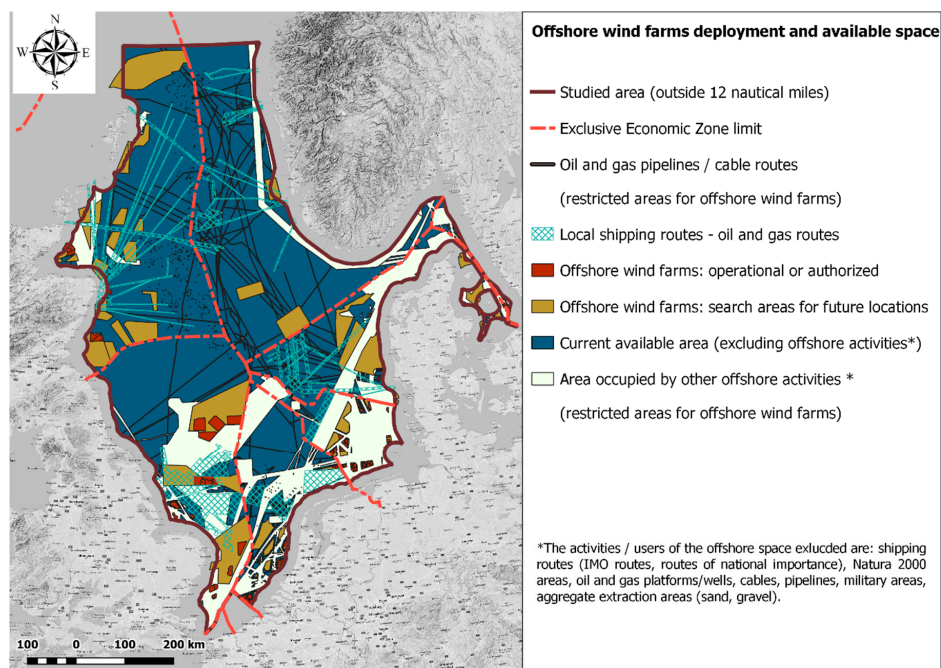 N
W E
S
Offshore wind farms deployment and available space
Studied area (outside 12 nautical miles)
Exclusive Economic Zone limit
Oil and gas pipelines / cable routes
(restricted areas for offshore wind farms)
Local shipping routes - oil and gas routes
Offshore wind farms: operational or authorized
Offshore wind farms: search areas for future locations
Current available area (excluding offshore activities*)
Area occupied by other offshore activities *
(restricted areas for offshore wind farms)
*The activities / users of the offshore space exlucded are: shipping
routes (IMO routes, routes of national importance), Natura 2000
areas, oil and gas platforms/wells, cables, pipelines, military areas,
aggregate extraction areas (sand, gravel).
100 0 100 200 km